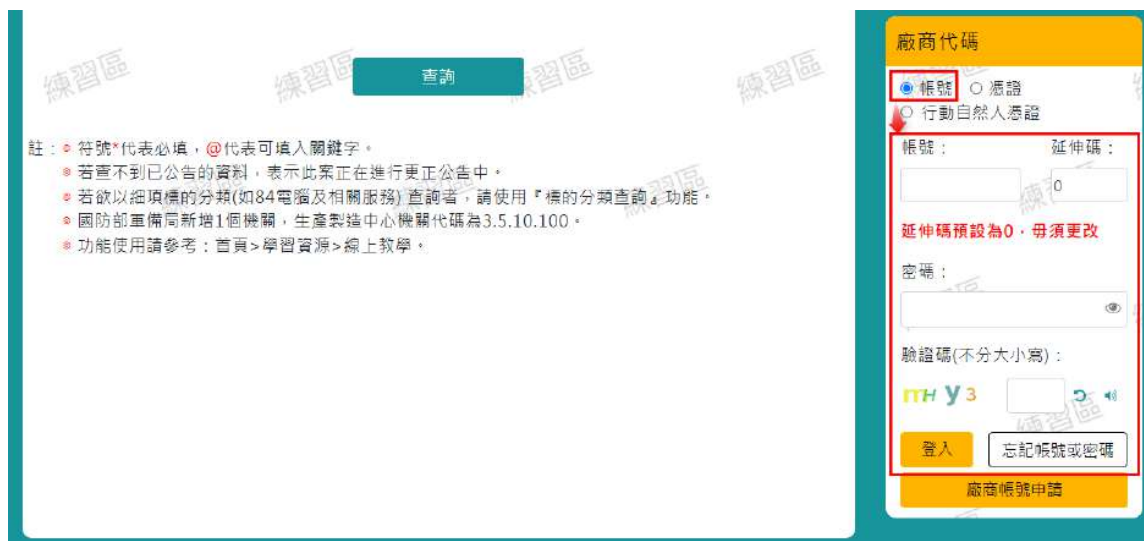 查詢
註：符號*代表必填，@代表可填入關鍵字。
若查不到已公告的資料，表示此案正在進行更正公告中。
若欲以細項標的分類(如84電腦及相關服務)查詢者，請使用『標的分類查詢』功能。
國防部軍備局新增1個機關，生產製造中心機關代碼為3.5.10.100。
功能使用請參考：首頁>學習資源>線上教學。
練習區 練習區 練習區 練習區
練習區
廠商代碼
帳號 憑證
行動自然人憑證
帳號： 延伸碼：
0
延伸碼預設為0，毋須更改
密碼：
驗證碼(不分大小寫)：
mHy3
登入 忘記帳號或密碼
廠商帳號申請